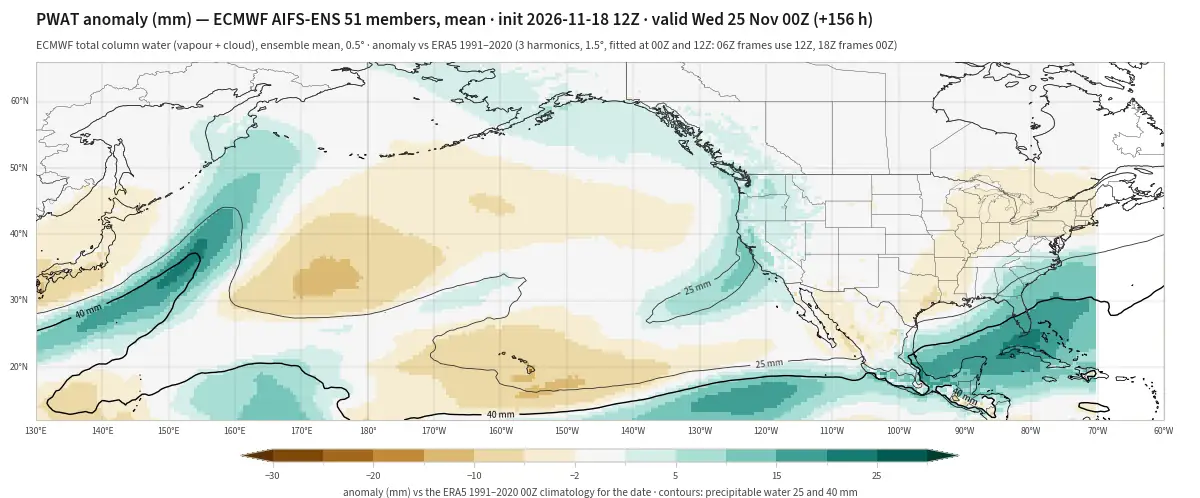 PWAT anomaly (mm) — ECMWF AIFS-ENS 51 members, mean · init 2026-11-18 12Z · valid Wed 25 Nov 00Z (+156 h)
ECMWF total column water (vapour + cloud), ensemble mean, 0.5° · anomaly vs ERA5 1991–2020 (3 harmonics, 1.5°, fitted at 00Z and 12Z: 06Z frames use 12Z, 18Z frames 00Z)
60°N
50°N
40°N
30°N
20°N
40 mm
25 mm
25 mm
40 mm
40 mm
130°E 140°E 150°E 160°E 170°E 180° 170°W 160°W 150°W 140°W 130°W 120°W 110°W 100°W 90°W 80°W 70°W 60°W
−30 −20 −10 −2 5 15 25
anomaly (mm) vs the ERA5 1991–2020 00Z climatology for the date · contours: precipitable water 25 and 40 mm